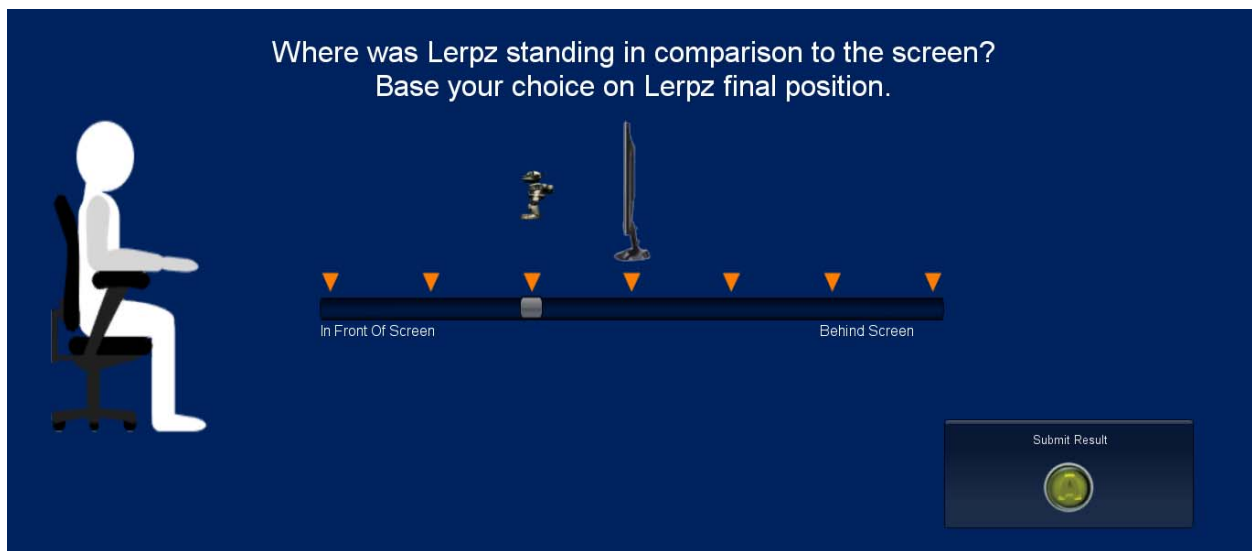 Where was Lerpz standing in comparison to the screen?
Base your choice on Lerpz final position.
In Front Of Screen
Behind Screen
Submit Result